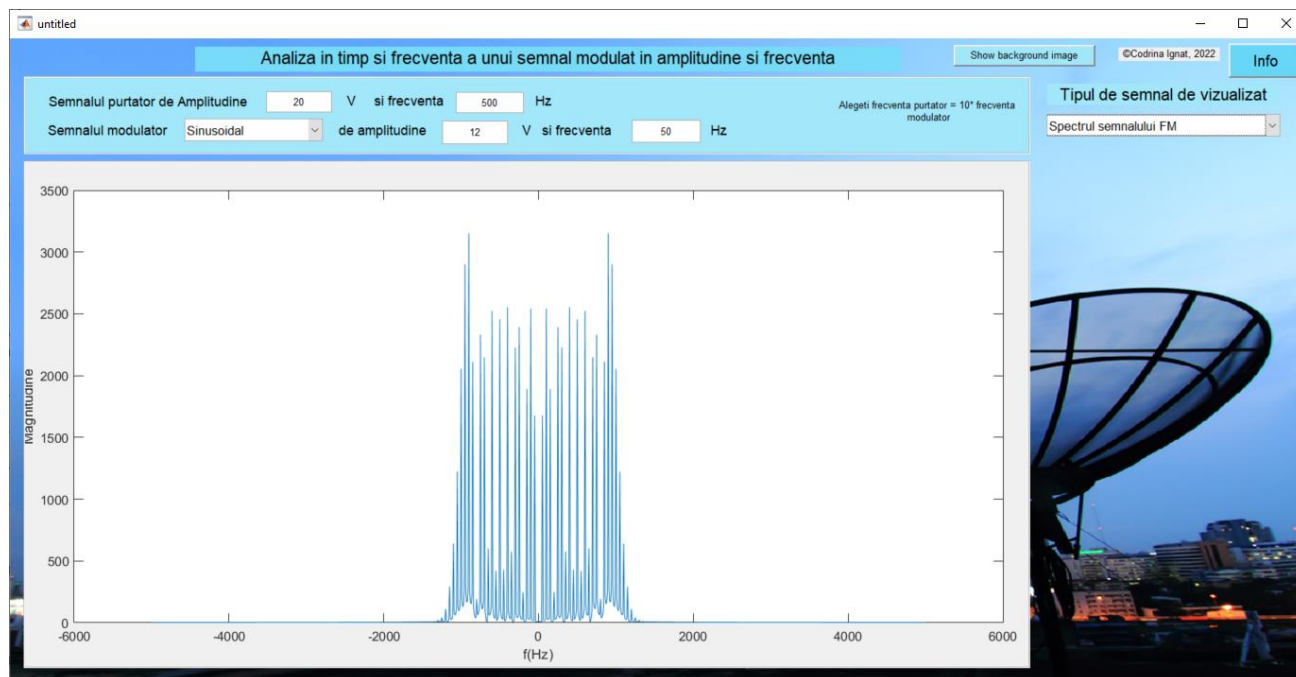 untitled
Analiza in timp si frecventa a unui semnal modulat in amplitudine si frecventa
Show background image
©Codrina Ignat, 2022
Info
Semnalul purtator de Amplitudine 20 V si frecventa 500 Hz
Semnalul modulator Sinusoidal de amplitudine 12 V si frecventa 50 Hz
Alegeti frecventa purtator = 10* frecventa
modulator
Tipul de semnal de vizualizat
Spectrul semnalului FM
3500
3000
2500
2000
1500
1000
500
0
Magnitudine
-6000 -4000 -2000 0 2000 4000 6000
f(Hz)